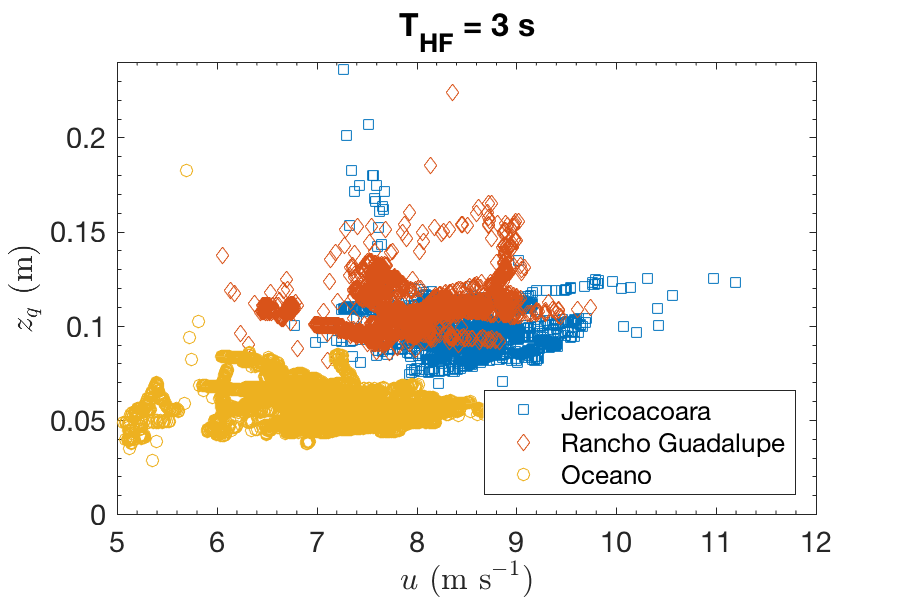 T_HF = 3 s
z_q (m)
0.2
0.15
0.1
0.05
0
Jericoacoara
Rancho Guadalupe
Oceano
5 6 7 8 9 10 11 12
u (m s⁻¹)